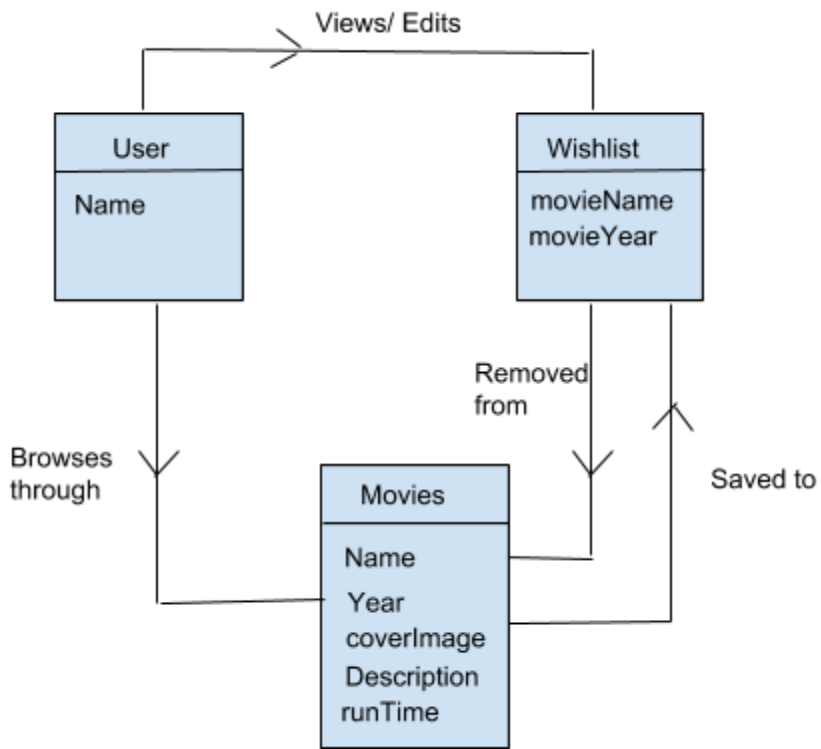 Views/ Edits
User
Name
Wishlist
movieName
movieYear
Removed
from
Browses
through
Saved to
Movies
Name
Year
coverImage
Description
runTime